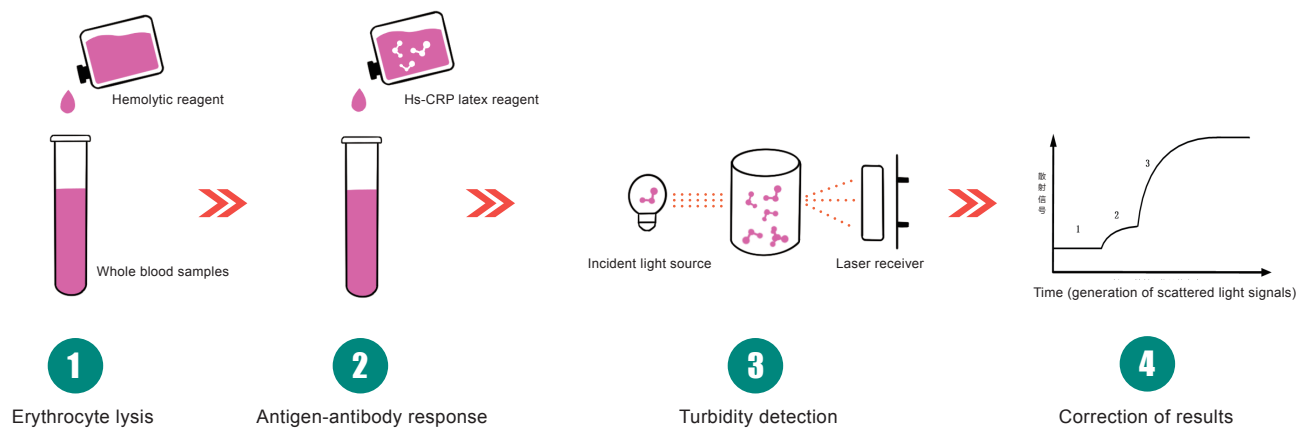 Hemolytic reagent
Whole blood samples
1
Erythrocyte lysis
Hs-CRP latex reagent
2
Antigen-antibody response
Incident light source
Laser receiver
3
Turbidity detection
散射信号
1
2
3
Time (generation of scattered light signals)
4
Correction of results